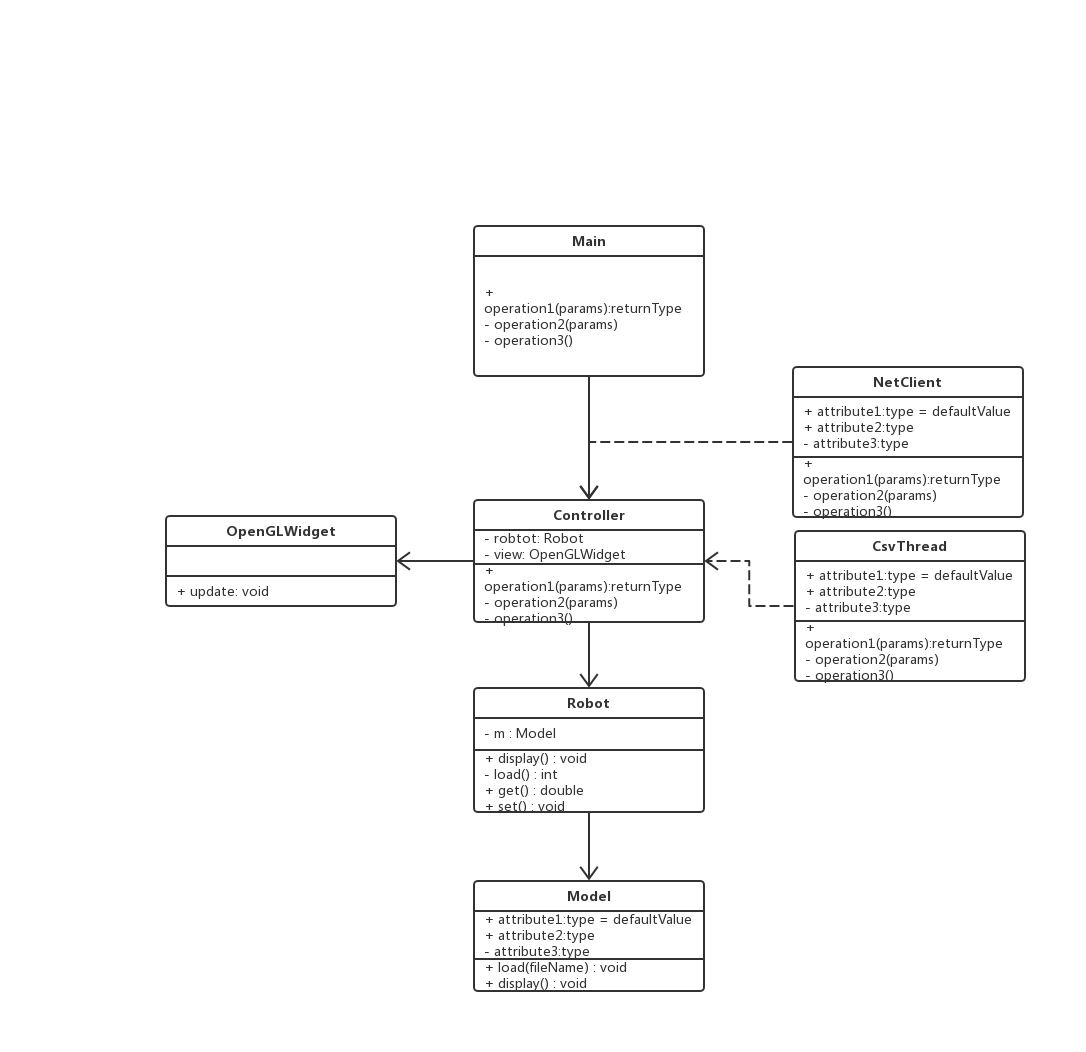 Main
+
operation1(params):returnType
- operation2(params)
- operation3()
NetClient
+ attribute1:type = defaultValue
+ attribute2:type
- attribute3:type
+
operation1(params):returnType
- operation2(params)
- operation3()
Controller
- robtot: Robot
- view: OpenGLWidget
+
operation1(params):returnType
- operation2(params)
- operation3()
OpenGLWidget
+ update: void
CsvThread
+ attribute1:type = defaultValue
+ attribute2:type
- attribute3:type
+
operation1(params):returnType
- operation2(params)
- operation3()
Robot
- m : Model
+ display() : void
- load() : int
+ get() : double
+ set() : void
Model
+ attribute1:type = defaultValue
+ attribute2:type
- attribute3:type
+ load(fileName) : void
+ display() : void